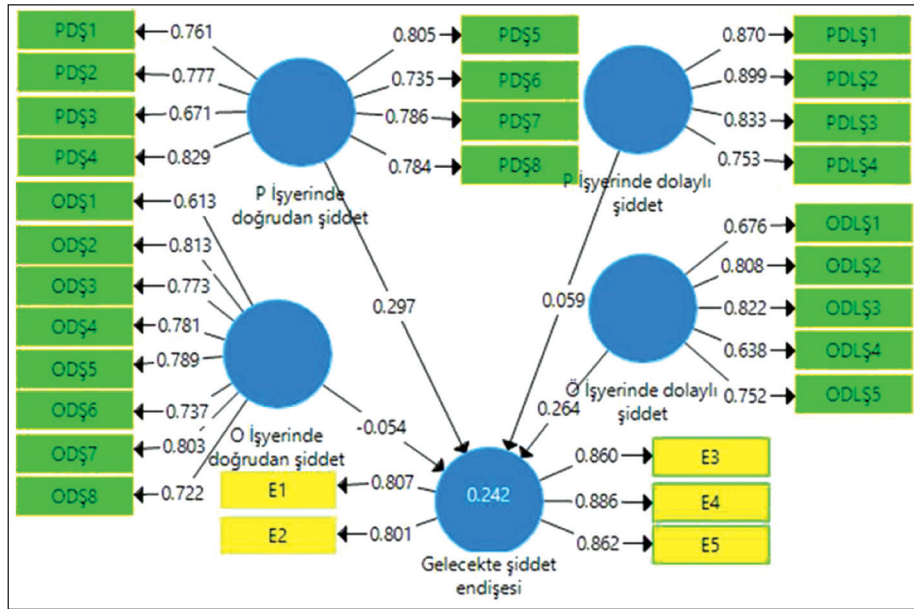 PDŞ1
PDŞ2
PDŞ3
PDŞ4
0.761
0.777
0.671
0.829
0.805
0.735
0.786
0.784
PDŞ5
PDŞ6
PDŞ7
PDŞ8
P İşyerinde
doğrudan şiddet
0.870
0.899
0.833
0.753
PDLŞ1
PDLŞ2
PDLŞ3
PDLŞ4
P İşyerinde dolaylı
şiddet
ODŞ1
ODŞ2
ODŞ3
ODŞ4
ODŞ5
ODŞ6
ODŞ7
ODŞ8
0.613
0.813
0.773
0.781
0.789
0.737
0.803
0.722
O İşyerinde
doğrudan şiddet
0.676
0.808
0.822
0.638
0.752
ODLŞ1
ODLŞ2
ODLŞ3
ODLŞ4
ODLŞ5
Ö İşyerinde dolaylı
şiddet
0.297
0.059
-0.054
0.264
E1
E2
0.807
0.801
0.242
0.860
0.886
0.862
E3
E4
E5
Gelecekte şiddet
endişesi